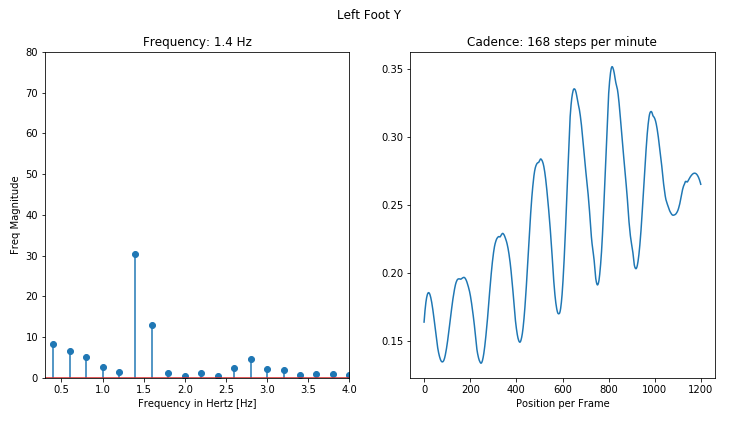 Left Foot Y
Frequency: 1.4 Hz
80
70
60
50
40
30
20
10
0
Freq Magnitude
0.5 1.0 1.5 2.0 2.5 3.0 3.5 4.0
Frequency in Hertz [Hz]
Cadence: 168 steps per minute
0.35
0.30
0.25
0.20
0.15
0 200 400 600 800 1000 1200
Position per Frame